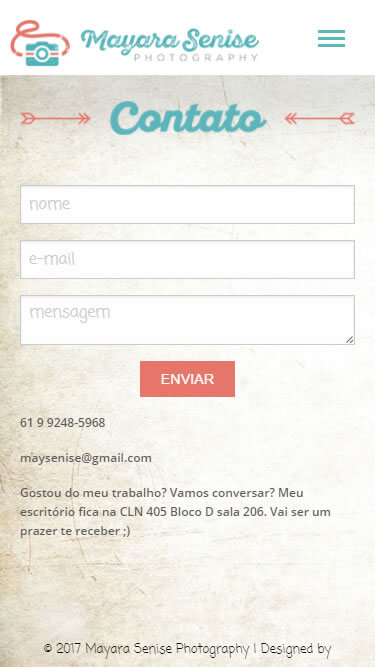 Mayara Senise
PHOTOGRAPHY
Contato
nome
e-mail
mensagem
ENVIAR
61 9 9248-5968
maysenise@gmail.com
Gostou do meu trabalho? Vamos conversar? Meu
escritório fica na CLN 405 Bloco D sala 206. Vai ser um
prazer te receber ;)
© 2017 Mayara Senise Photography | Designed by